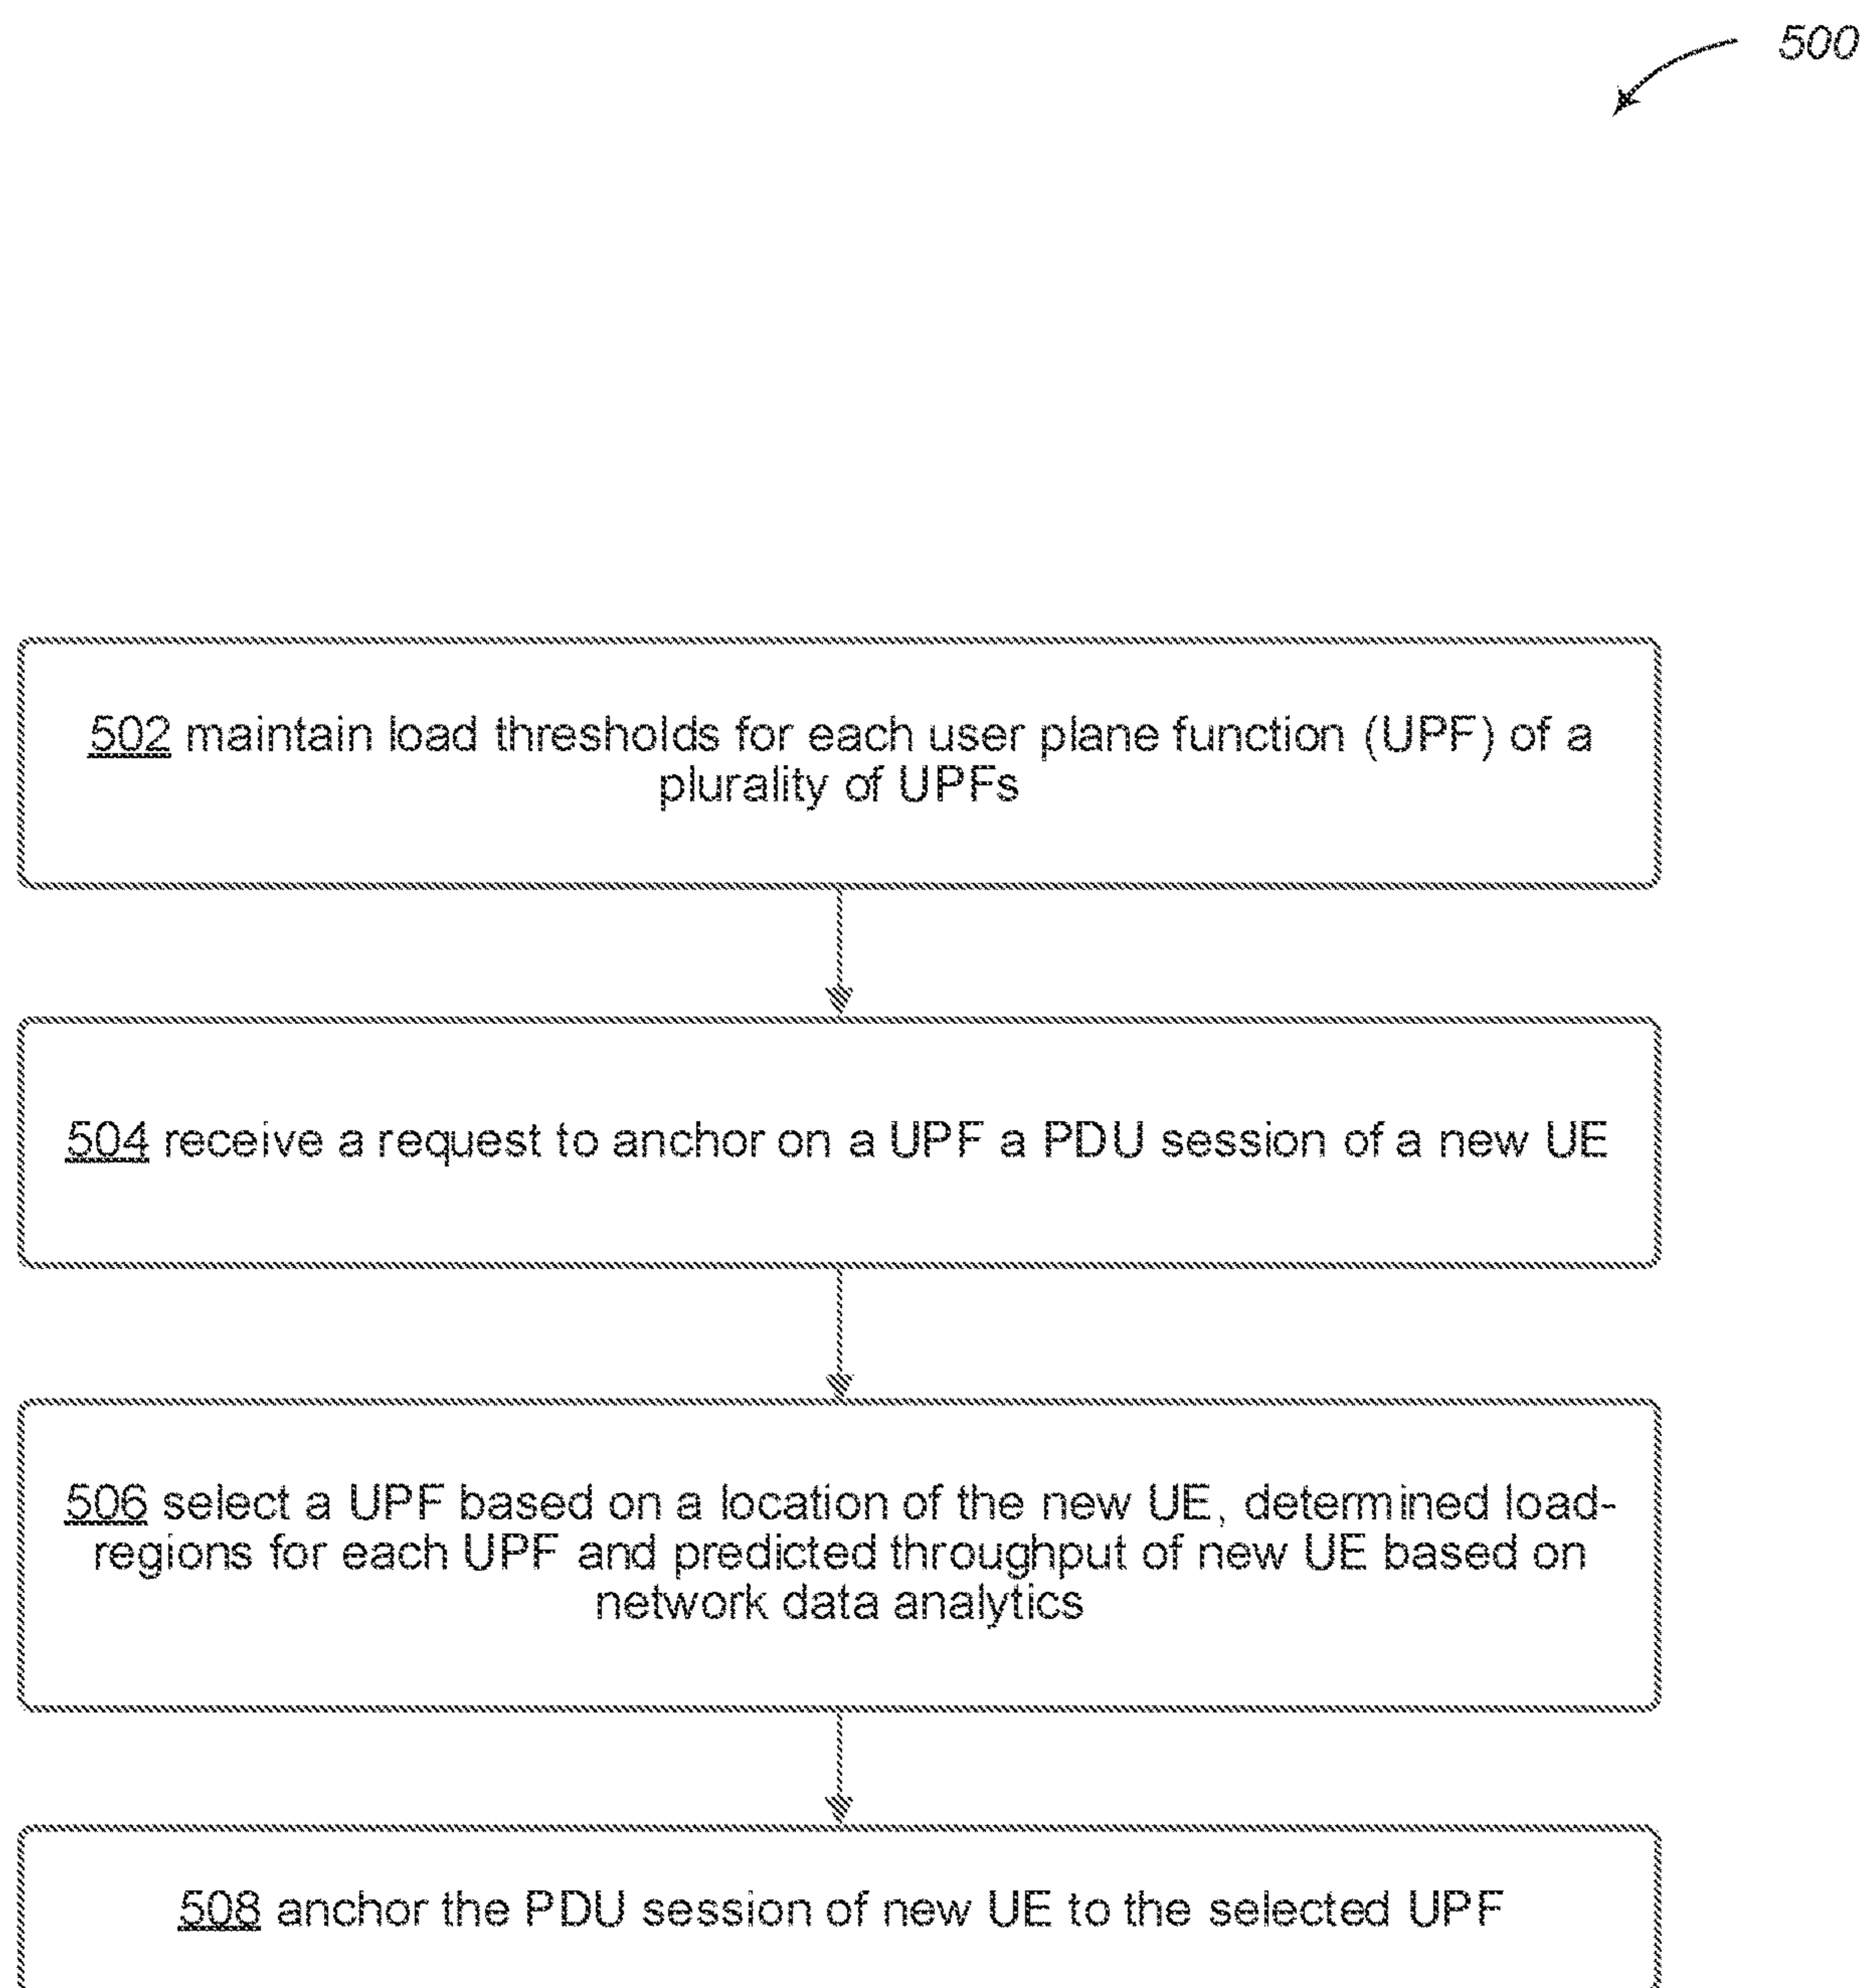 500
502 maintain load thresholds for each user plane function (UPF) of a
plurality of UPFs
504 receive a request to anchor on a UPF a PDU session of a new UE
506 select a UPF based on a location of the new UE, determined load-
regions for each UPF and predicted throughput of new UE based on
network data analytics
508 anchor the PDU session of new UE to the selected UPF